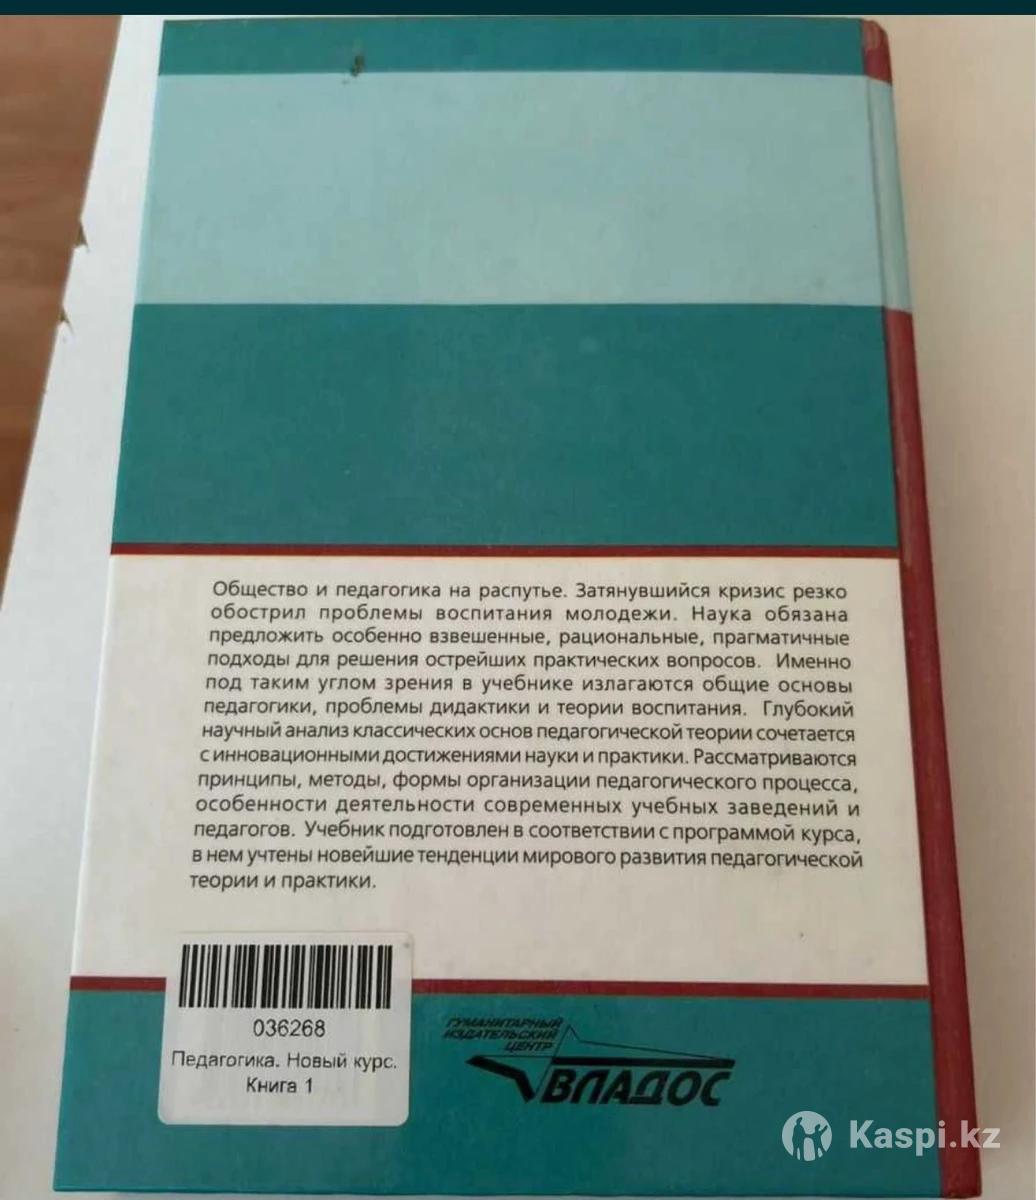 Общество и педагогика на распутье. Затянувшийся кризис резко
обострил проблемы воспитания молодежи. Наука обязана
предложить особенно взвешенные, рациональные, прагматичные
подходы для решения острейших практических вопросов. Именно
под таким углом зрения в учебнике излагаются общие основы
педагогики, проблемы дидактики и теории воспитания. Глубокий
научный анализ классических основ педагогической теории сочетается
с инновационными достижениями науки и практики. Рассматриваются
принципы, методы, формы организации педагогического процесса,
особенности деятельности современных учебных заведений и
педагогов. Учебник подготовлен в соответствии с программой курса,
в нем учтены новейшие тенденции мирового развития педагогической
теории и практики.
036268
Педагогика. Новый курс.
Книга 1
ГУМАНИТАРНЫЙ
ИЗДАТЕЛЬСКИЙ
ЦЕНТР
ВЛАДОС
Kaspi.kz